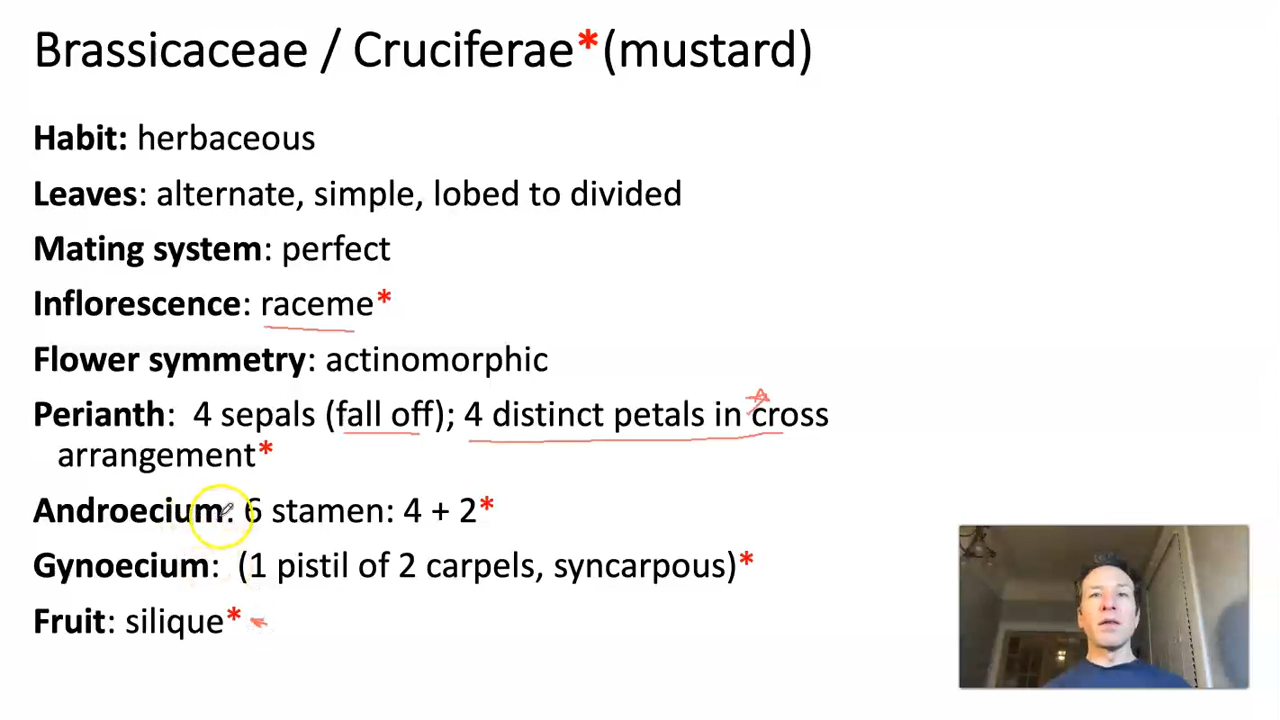 Brassicaceae / Cruciferae*(mustard)
Habit: herbaceous
Leaves: alternate, simple, lobed to divided
Mating system: perfect
Inflorescence: raceme*
Flower symmetry: actinomorphic
Perianth: 4 sepals (fall off); 4 distinct petals in cross
arrangement*
Androecium: 6 stamen: 4 + 2*
Gynoecium: (1 pistil of 2 carpels, syncarpous)*
Fruit: silique*